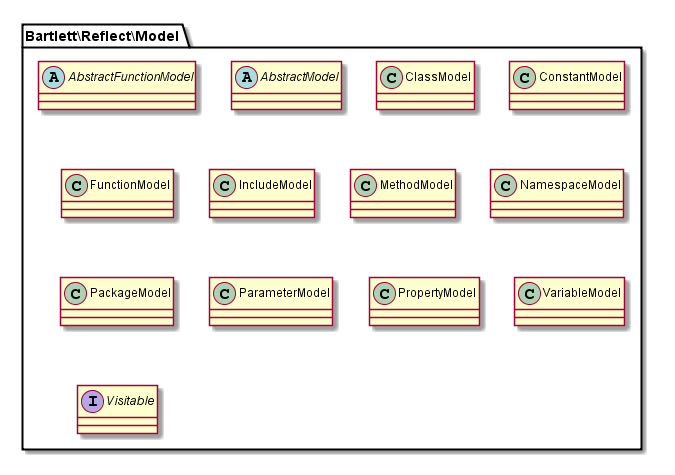 Bartlett\Reflect\Model
A AbstractFunctionModel
A AbstractModel
C ClassModel
C ConstantModel
C FunctionModel
C IncludeModel
C MethodModel
C NamespaceModel
C PackageModel
C ParameterModel
C PropertyModel
C VariableModel
I Visitable